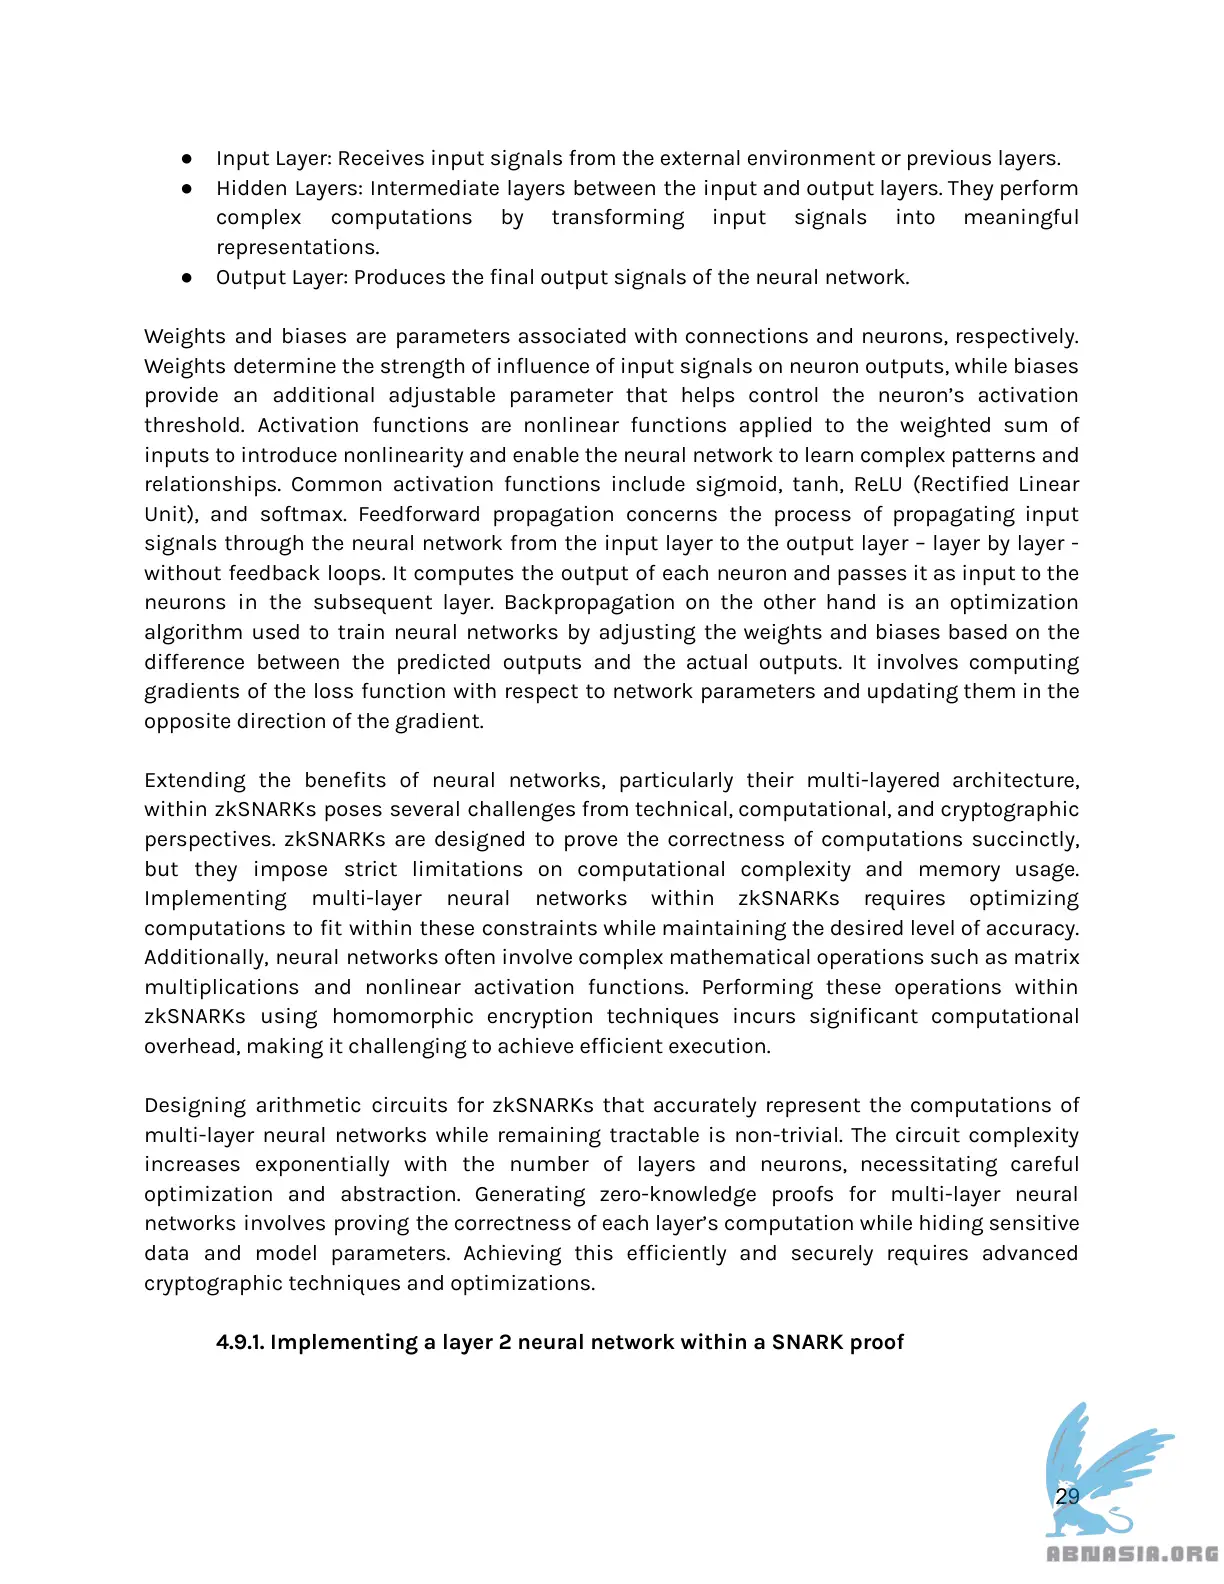 ● Input Layer: Receives input signals from the external environment or previous layers.
● Hidden Layers: Intermediate layers between the input and output layers. They perform
complex computations by transforming input signals into meaningful
representations.
● Output Layer: Produces the final output signals of the neural network.
Weights and biases are parameters associated with connections and neurons, respectively.
Weights determine the strength of influence of input signals on neuron outputs, while biases
provide an additional adjustable parameter that helps control the neuron’s activation
threshold. Activation functions are nonlinear functions applied to the weighted sum of
inputs to introduce nonlinearity and enable the neural network to learn complex patterns and
relationships. Common activation functions include sigmoid, tanh, ReLU (Rectified Linear
Unit), and softmax. Feedforward propagation concerns the process of propagating input
signals through the neural network from the input layer to the output layer – layer by layer -
without feedback loops. It computes the output of each neuron and passes it as input to the
neurons in the subsequent layer. Backpropagation on the other hand is an optimization
algorithm used to train neural networks by adjusting the weights and biases based on the
difference between the predicted outputs and the actual outputs. It involves computing
gradients of the loss function with respect to network parameters and updating them in the
opposite direction of the gradient.
Extending the benefits of neural networks, particularly their multi-layered architecture,
within zkSNARKs poses several challenges from technical, computational, and cryptographic
perspectives. zkSNARKs are designed to prove the correctness of computations succinctly,
but they impose strict limitations on computational complexity and memory usage.
Implementing multi-layer neural networks within zkSNARKs requires optimizing
computations to fit within these constraints while maintaining the desired level of accuracy.
Additionally, neural networks often involve complex mathematical operations such as matrix
multiplications and nonlinear activation functions. Performing these operations within
zkSNARKs using homomorphic encryption techniques incurs significant computational
overhead, making it challenging to achieve efficient execution.
Designing arithmetic circuits for zkSNARKs that accurately represent the computations of
multi-layer neural networks while remaining tractable is non-trivial. The circuit complexity
increases exponentially with the number of layers and neurons, necessitating careful
optimization and abstraction. Generating zero-knowledge proofs for multi-layer neural
networks involves proving the correctness of each layer’s computation while hiding sensitive
data and model parameters. Achieving this efficiently and securely requires advanced
cryptographic techniques and optimizations.
4.9.1. Implementing a layer 2 neural network within a SNARK proof
29
ABNASIA.ORG